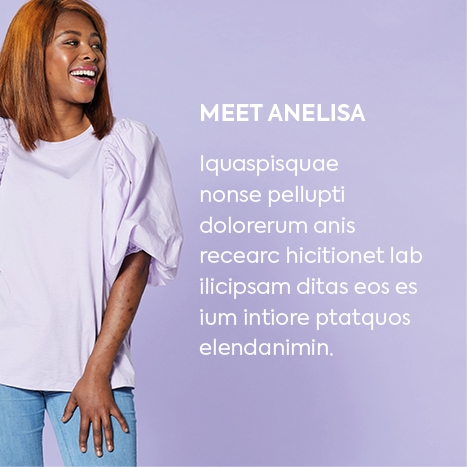 MEET ANELISA
Iquaspisquae
nonse pellupti
dolorerum anis
recearc hicitionet lab
ilicipsam ditas eos es
ium intiore ptatquos
elendanimin.